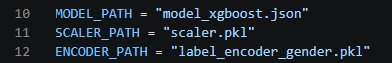 10 MODEL_PATH = "model_xgboost.json"
11 SCALER_PATH = "scaler.pkl"
12 ENCODER_PATH = "label_encoder_gender.pkl"